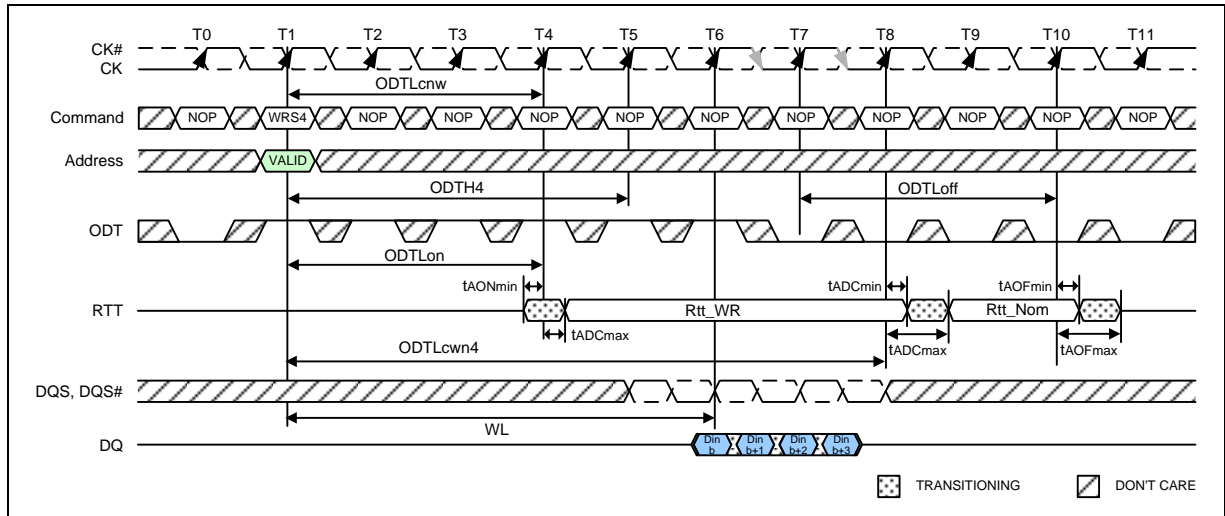 T0 T1 T2 T3 T4 T5 T6 T7 T8 T9 T10 T11
CK#
CK
ODTLcnw
Command NOP WRS4 NOP NOP NOP NOP NOP NOP NOP NOP NOP NOP
Address VALID
ODTH4 ODTLoff
ODT
ODTLon
tAONmin tADCmin tAOFmin
RTT Rtt_WR Rtt_Nom
tADCmax tADCmax tAOFmax
ODTLcwn4
DQS, DQS#
WL
DQ Din b Din b+1 Din b+2 Din b+3
TRANSITIONING DON'T CARE